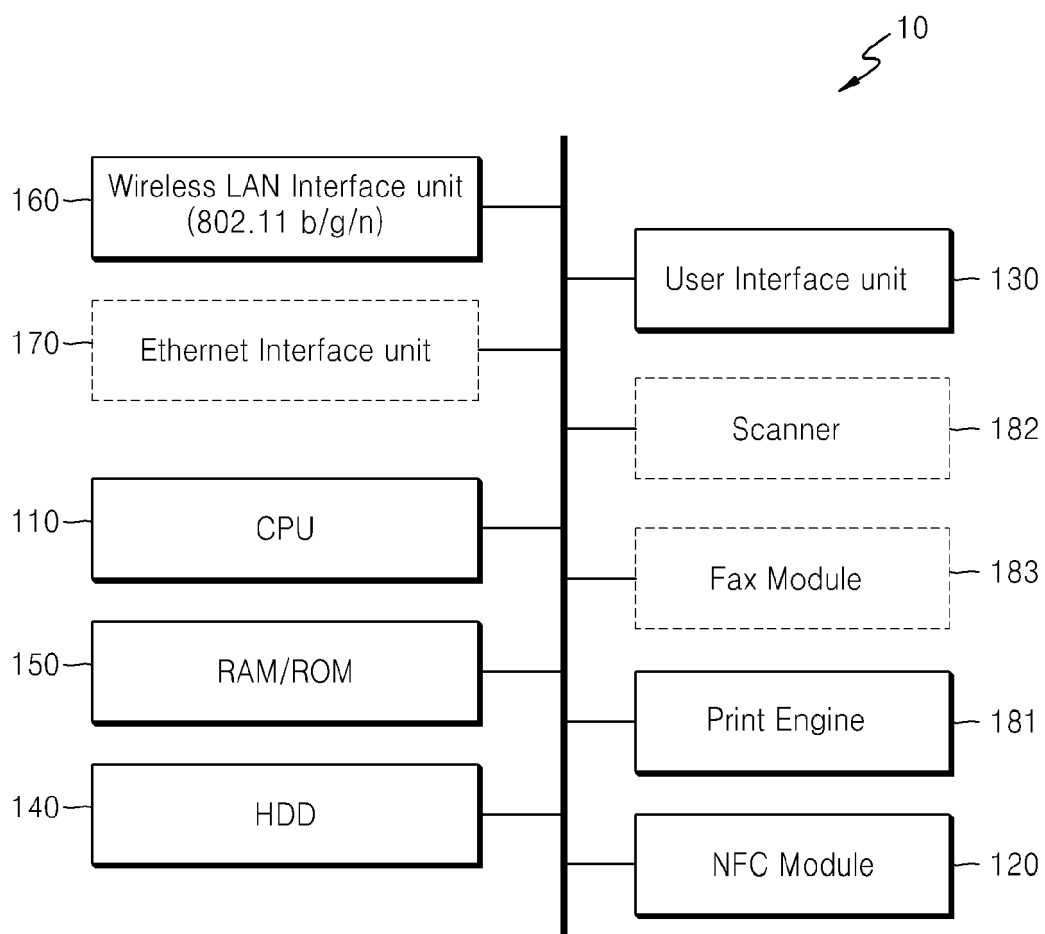 10
160
Wireless LAN Interface unit
(802.11 b/g/n)
User Interface unit
130
170
Ethernet Interface unit
Scanner
182
110
CPU
Fax Module
183
150
RAM/ROM
Print Engine
181
140
HDD
NFC Module
120